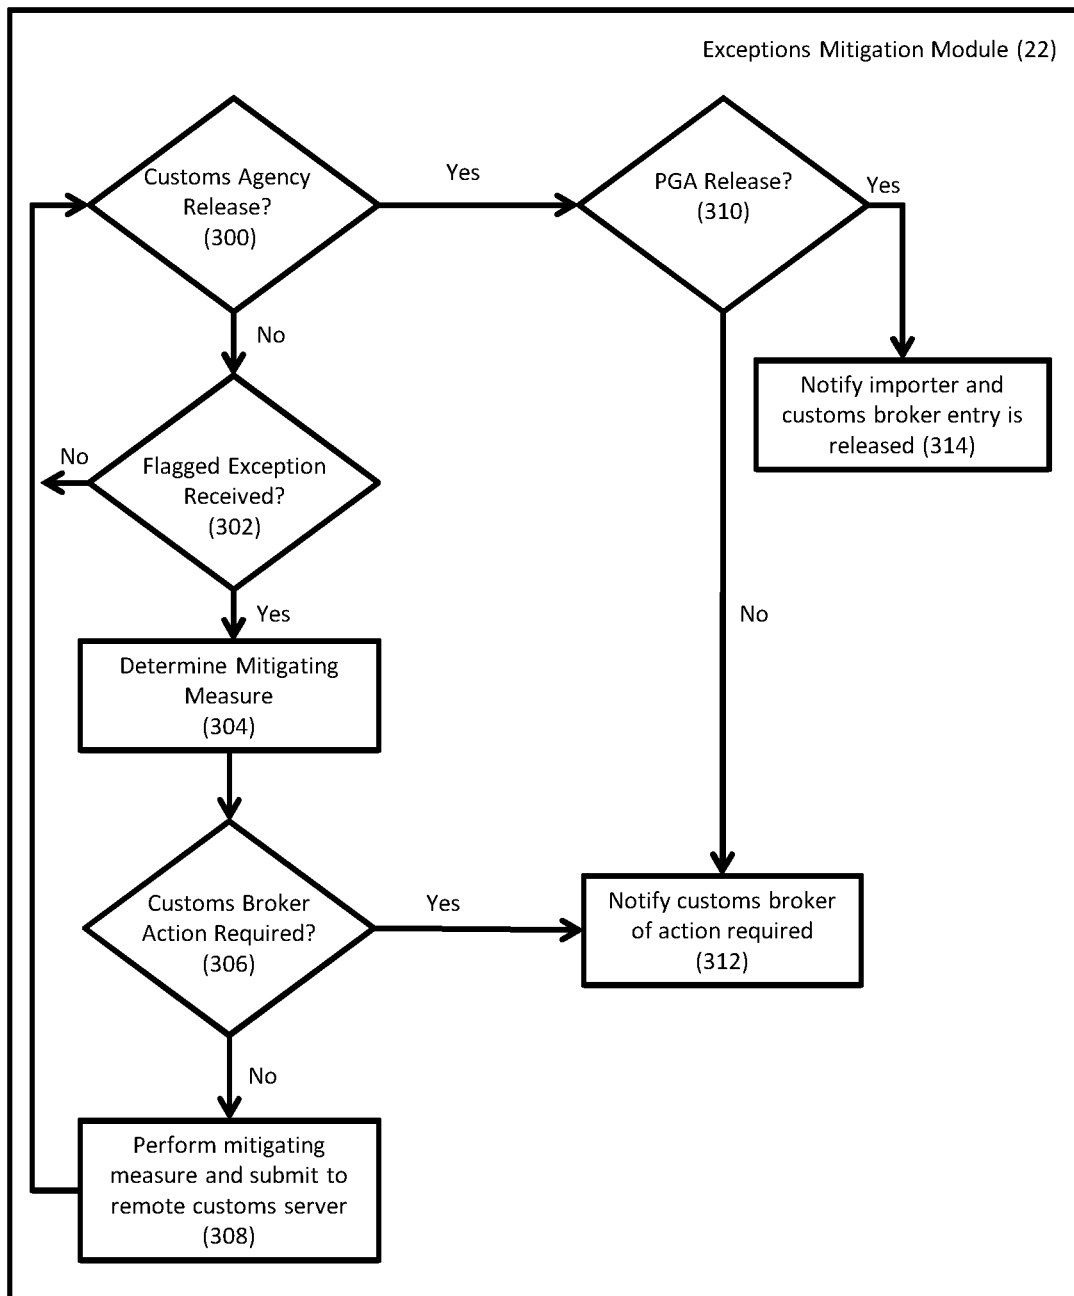 Exceptions Mitigation Module (22)
Customs Agency
Release?
(300)
Yes
PGA Release?
(310)
Yes
No
Notify importer and
customs broker entry is
released (314)
No
Flagged Exception
Received?
(302)
Yes
No
Determine Mitigating
Measure
(304)
Customs Broker
Action Required?
(306)
Yes
Notify customs broker
of action required
(312)
No
Perform mitigating
measure and submit to
remote customs server
(308)